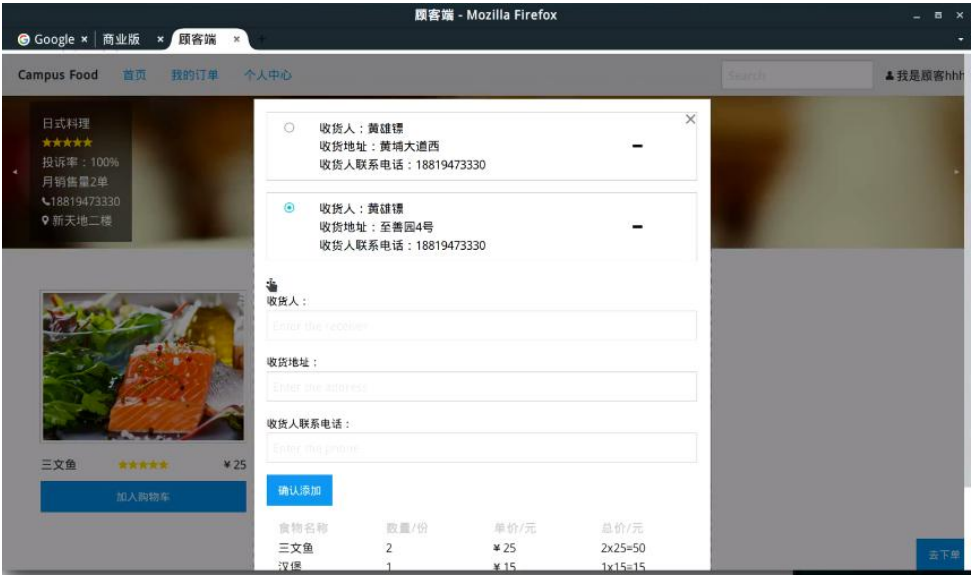 顾客端 - Mozilla Firefox
Google × 商业版 × 顾客端 ×
Campus Food 首页 我的订单 个人中心 Search 我是顾客hhh
日式料理
投诉率：100%
月销售量2单
18819473330
新天地二楼
收货人：黄雄镖
收货地址：黄埔大道西
收货人联系电话：18819473330
收货人：黄雄镖
收货地址：至善园4号
收货人联系电话：18819473330
收货人：
Enter the receiver
收货地址：
Enter the address
收货人联系电话：
Enter the phone
确认添加
三文鱼 ¥25
加入购物车
食物名称 数量/份 单价/元 总价/元
三文鱼 2 ¥25 2x25=50
汉堡 1 ¥15 1x15=15
去下单